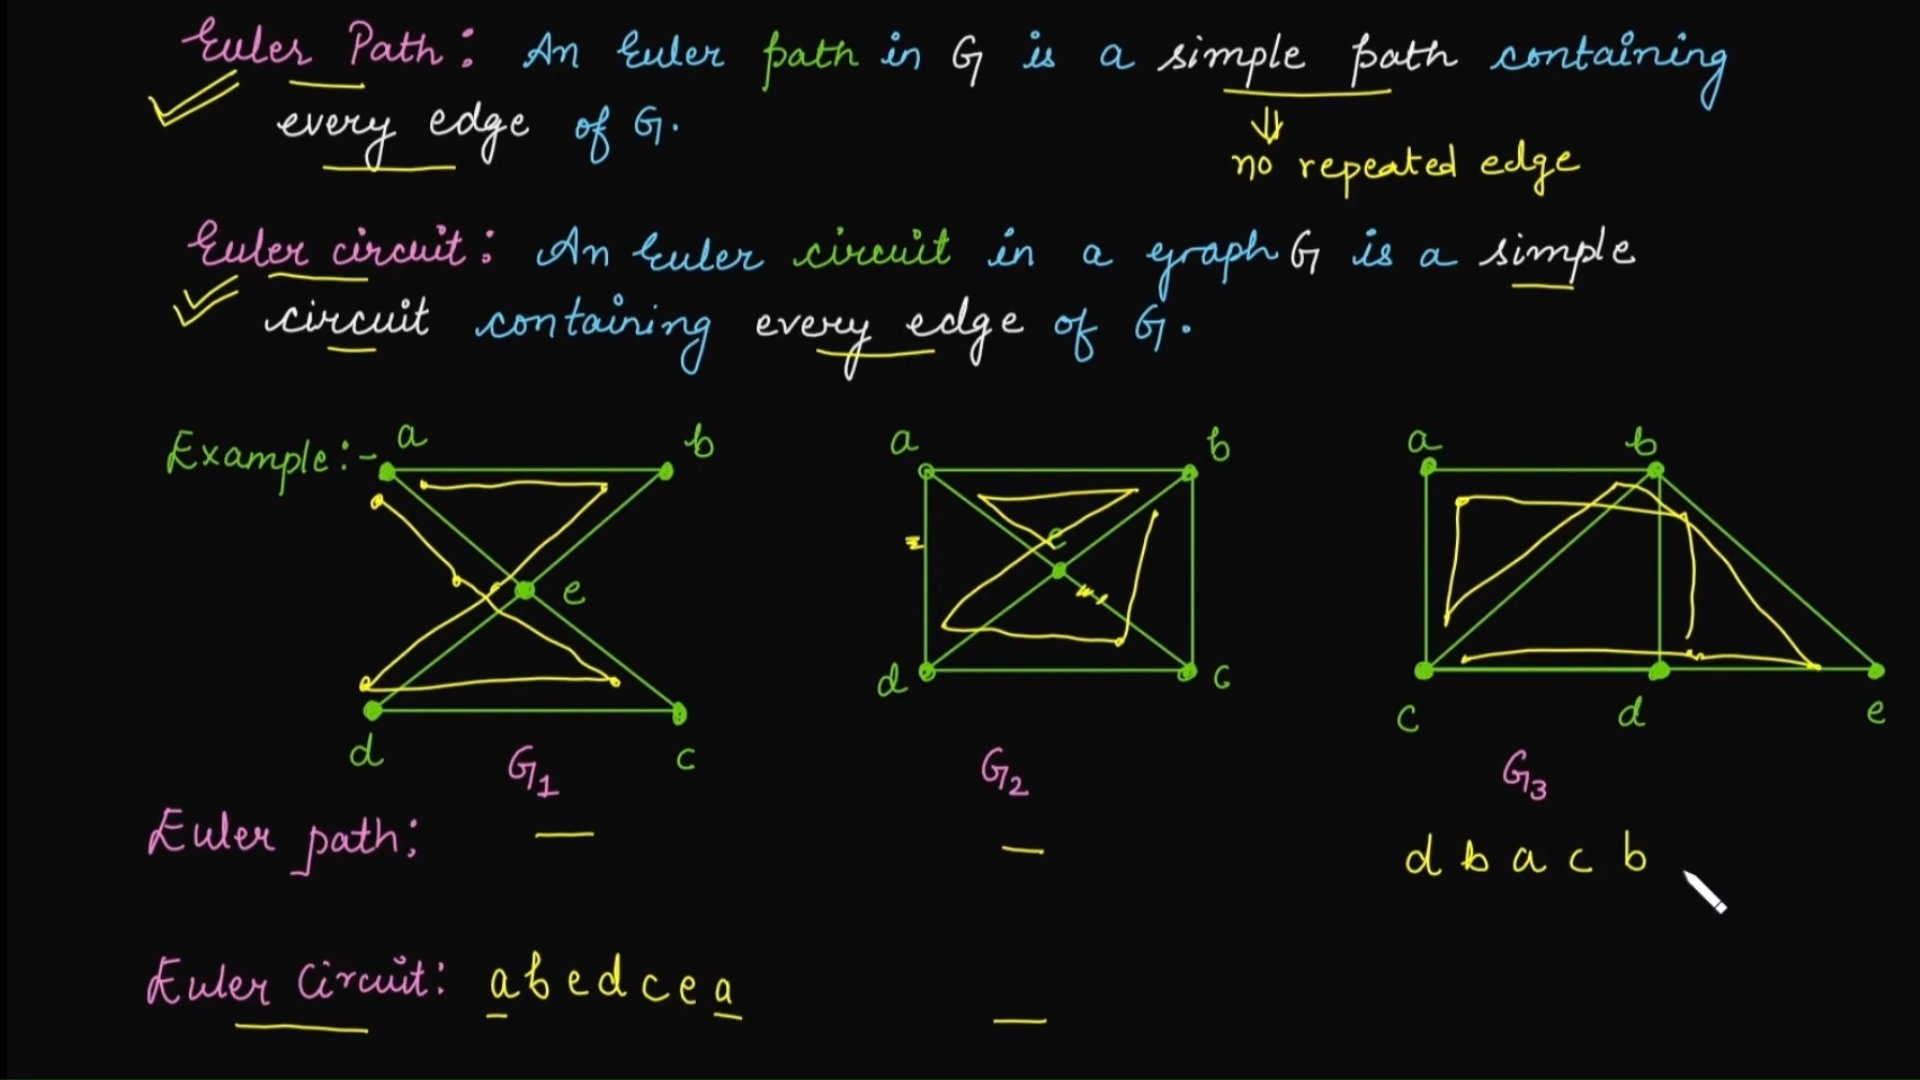 Euler Path: An Euler path in G is a simple path containing
every edge of G.
⇓
no repeated edge
Euler circuit: An Euler circuit in a graph G is a simple
circuit containing every edge of G.
Example:-
a b e d c
G1
a b e d c
G2
a b c d e
G3
Euler path: — — d b a c b
Euler Circuit: a b e d c e a —